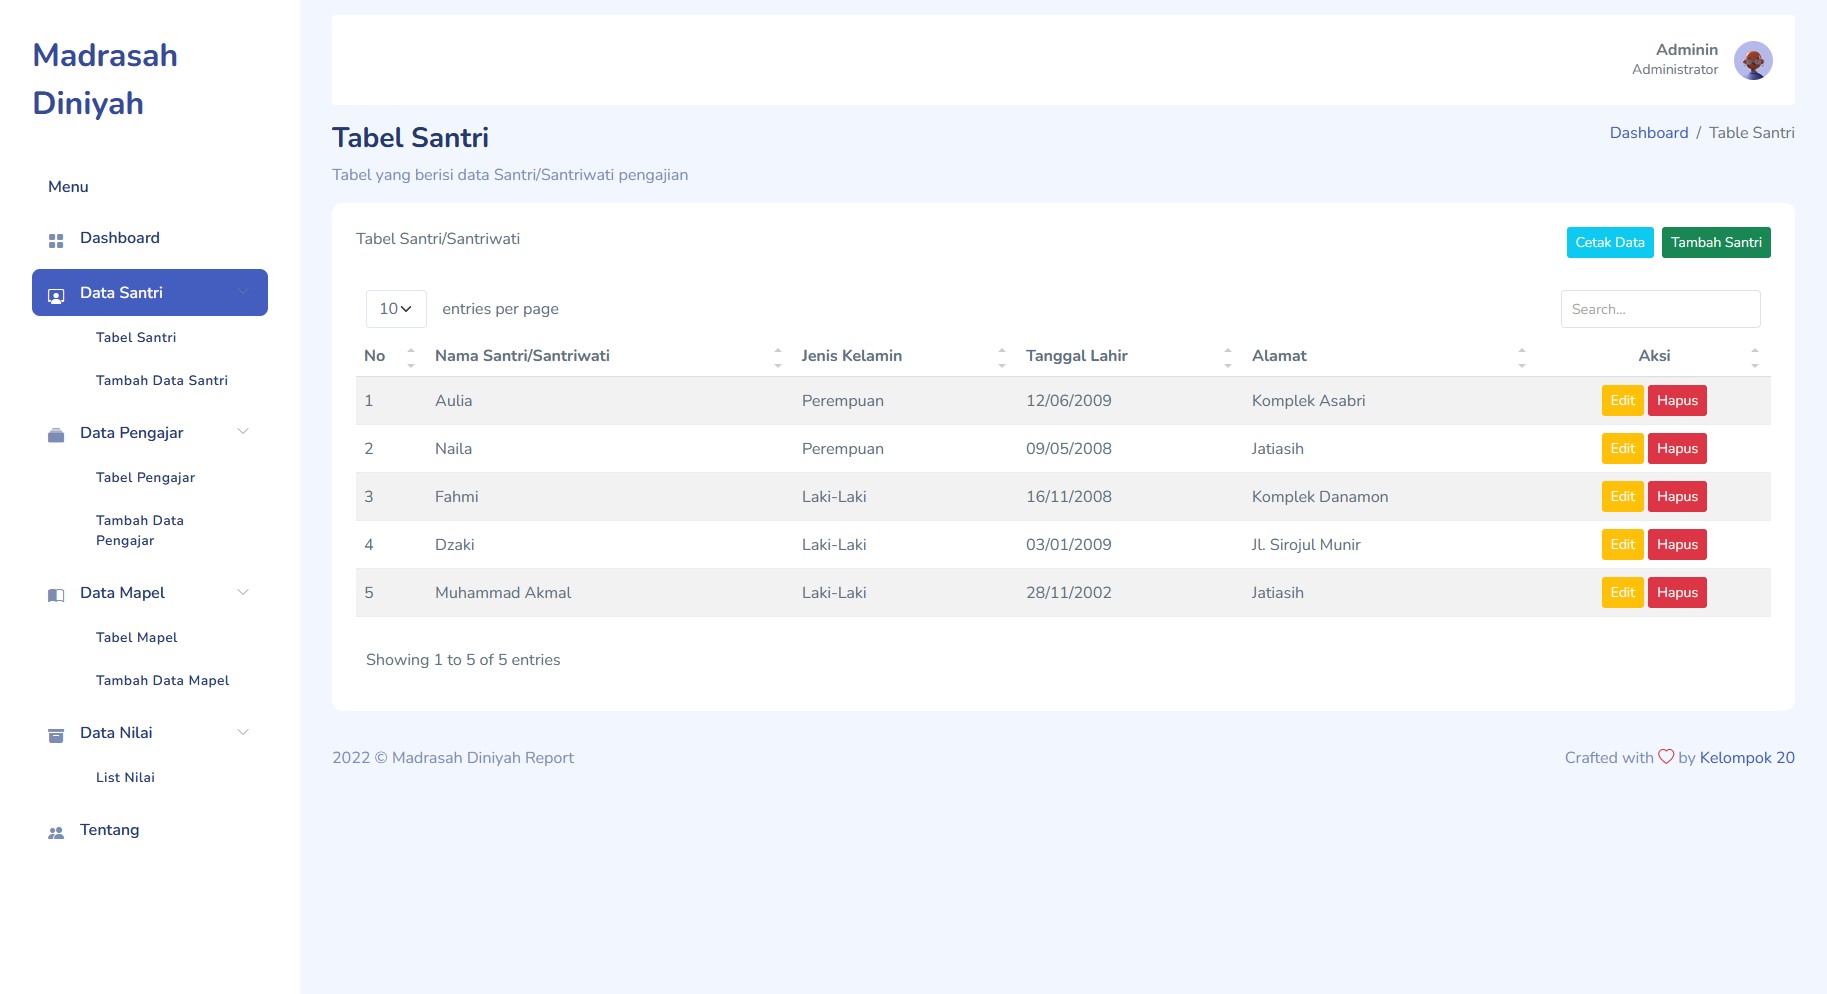 Madrasah
Diniyah
Menu
Dashboard
Data Santri
Tabel Santri
Tambah Data Santri
Data Pengajar
Tabel Pengajar
Tambah Data
Pengajar
Data Mapel
Tabel Mapel
Tambah Data Mapel
Data Nilai
List Nilai
Tentang
Adminin
Administrator
Tabel Santri
Dashboard / Table Santri
Tabel yang berisi data Santri/Santriwati pengajian
Tabel Santri/Santriwati
Cetak Data Tambah Santri
10 entries per page
Search...
No Nama Santri/Santriwati Jenis Kelamin Tanggal Lahir Alamat Aksi
1 Aulia Perempuan 12/06/2009 Komplek Asabri Edit Hapus
2 Naila Perempuan 09/05/2008 Jatiasih Edit Hapus
3 Fahmi Laki-Laki 16/11/2008 Komplek Danamon Edit Hapus
4 Dzaki Laki-Laki 03/01/2009 Jl. Sirojul Munir Edit Hapus
5 Muhammad Akmal Laki-Laki 28/11/2002 Jatiasih Edit Hapus
Showing 1 to 5 of 5 entries
2022 © Madrasah Diniyah Report
Crafted with by Kelompok 20